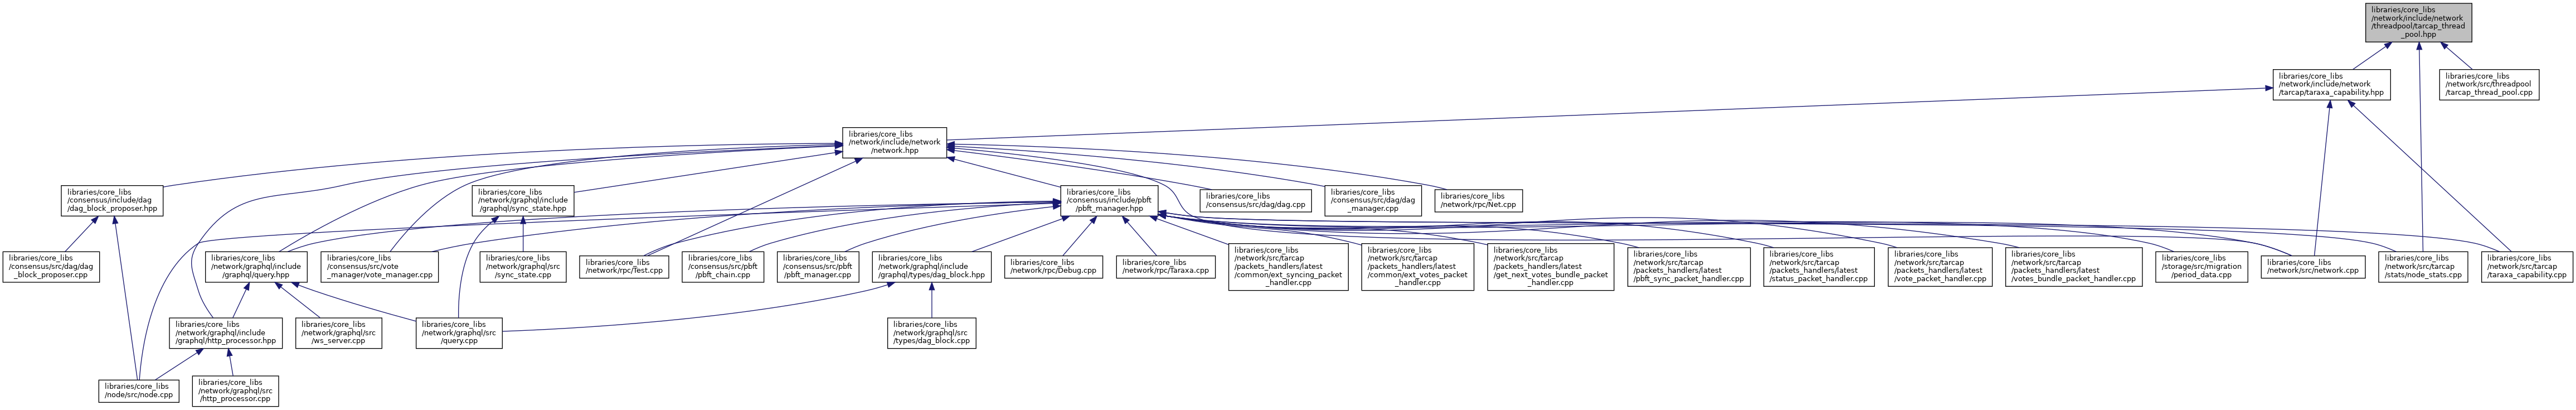 libraries/core_libs
/network/include/network
/threadpool/tarcap_thread
_pool.hpp
libraries/core_libs
/network/include/network
/tarcap/taraxa_capability.hpp
libraries/core_libs
/network/src/threadpool
/tarcap_thread_pool.cpp
libraries/core_libs
/network/include/network
/network.hpp
libraries/core_libs
/consensus/include/dag
/dag_block_proposer.hpp
libraries/core_libs
/network/graphql/include
/graphql/sync_state.hpp
libraries/core_libs
/consensus/include/pbft
/pbft_manager.hpp
libraries/core_libs
/consensus/src/dag/dag.cpp
libraries/core_libs
/consensus/src/dag/dag
_manager.cpp
libraries/core_libs
/network/rpc/Net.cpp
libraries/core_libs
/consensus/src/dag/dag
_block_proposer.cpp
libraries/core_libs
/network/graphql/include
/graphql/query.hpp
libraries/core_libs
/consensus/src/vote
_manager/vote_manager.cpp
libraries/core_libs
/network/graphql/src
/sync_state.cpp
libraries/core_libs
/network/rpc/Test.cpp
libraries/core_libs
/consensus/src/pbft
/pbft_chain.cpp
libraries/core_libs
/consensus/src/pbft
/pbft_manager.cpp
libraries/core_libs
/network/graphql/include
/graphql/types/dag_block.hpp
libraries/core_libs
/network/rpc/Debug.cpp
libraries/core_libs
/network/rpc/Taraxa.cpp
libraries/core_libs
/network/src/tarcap
/packets_handlers/latest
/common/ext_syncing_packet
_handler.cpp
libraries/core_libs
/network/src/tarcap
/packets_handlers/latest
/common/ext_votes_packet
_handler.cpp
libraries/core_libs
/network/src/tarcap
/packets_handlers/latest
/get_next_votes_bundle_packet
_handler.cpp
libraries/core_libs
/network/src/tarcap
/packets_handlers/latest
/pbft_sync_packet_handler.cpp
libraries/core_libs
/network/src/tarcap
/packets_handlers/latest
/status_packet_handler.cpp
libraries/core_libs
/network/src/tarcap
/packets_handlers/latest
/vote_packet_handler.cpp
libraries/core_libs
/network/src/tarcap
/packets_handlers/latest
/votes_bundle_packet_handler.cpp
libraries/core_libs
/storage/src/migration
/period_data.cpp
libraries/core_libs
/network/src/network.cpp
libraries/core_libs
/network/src/tarcap
/stats/node_stats.cpp
libraries/core_libs
/network/src/tarcap
/taraxa_capability.cpp
libraries/core_libs
/network/graphql/include
/graphql/http_processor.hpp
libraries/core_libs
/network/graphql/src
/ws_server.cpp
libraries/core_libs
/network/graphql/src
/query.cpp
libraries/core_libs
/network/graphql/src
/types/dag_block.cpp
libraries/core_libs
/node/src/node.cpp
libraries/core_libs
/network/graphql/src
/http_processor.cpp